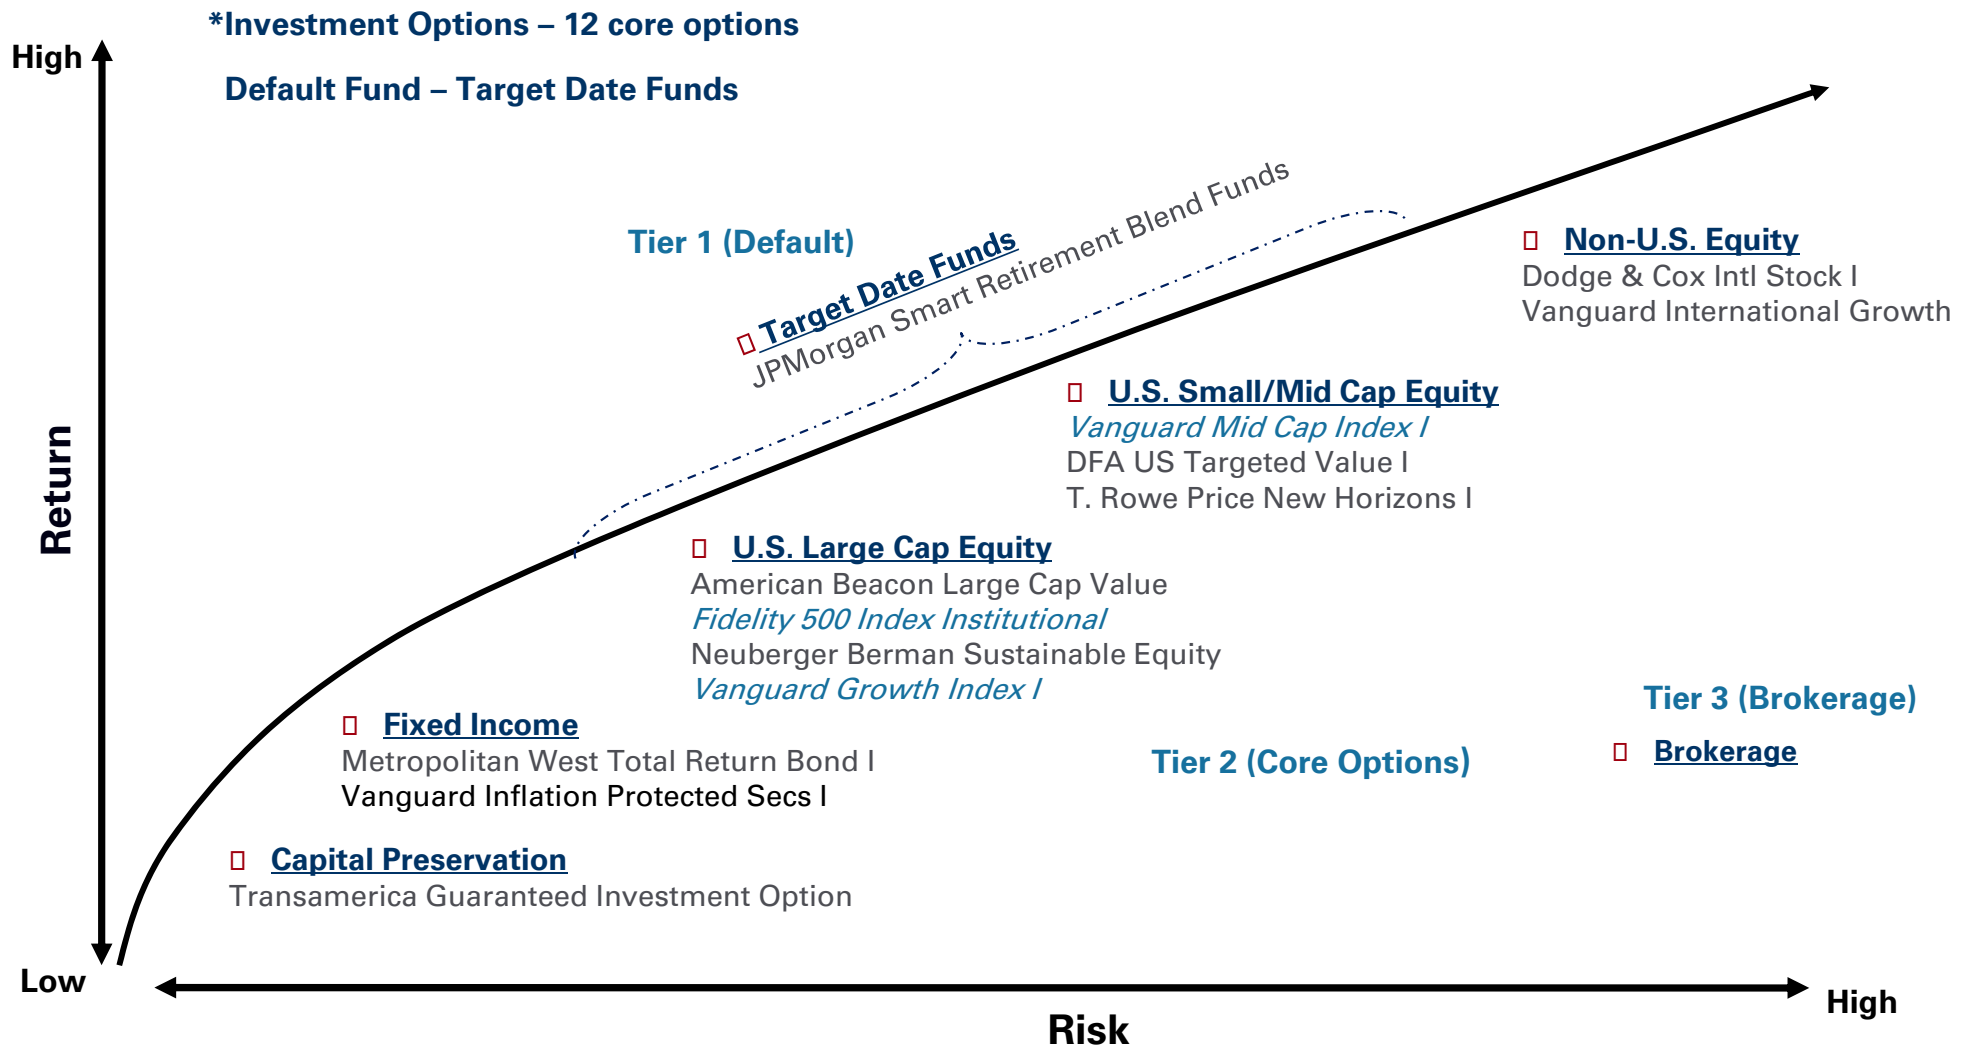 *Investment Options – 12 core options
High
Default Fund – Target Date Funds
Tier 1 (Default)
Target Date Funds
JPMorgan Smart Retirement Blend Funds
Non-U.S. Equity
Dodge & Cox Intl Stock I
Vanguard International Growth
U.S. Small/Mid Cap Equity
Vanguard Mid Cap Index I
DFA US Targeted Value I
T. Rowe Price New Horizons I
Return
U.S. Large Cap Equity
American Beacon Large Cap Value
Fidelity 500 Index Institutional
Neuberger Berman Sustainable Equity
Vanguard Growth Index I
Tier 3 (Brokerage)
Brokerage
Tier 2 (Core Options)
Fixed Income
Metropolitan West Total Return Bond I
Vanguard Inflation Protected Secs I
Capital Preservation
Transamerica Guaranteed Investment Option
Low
High
Risk